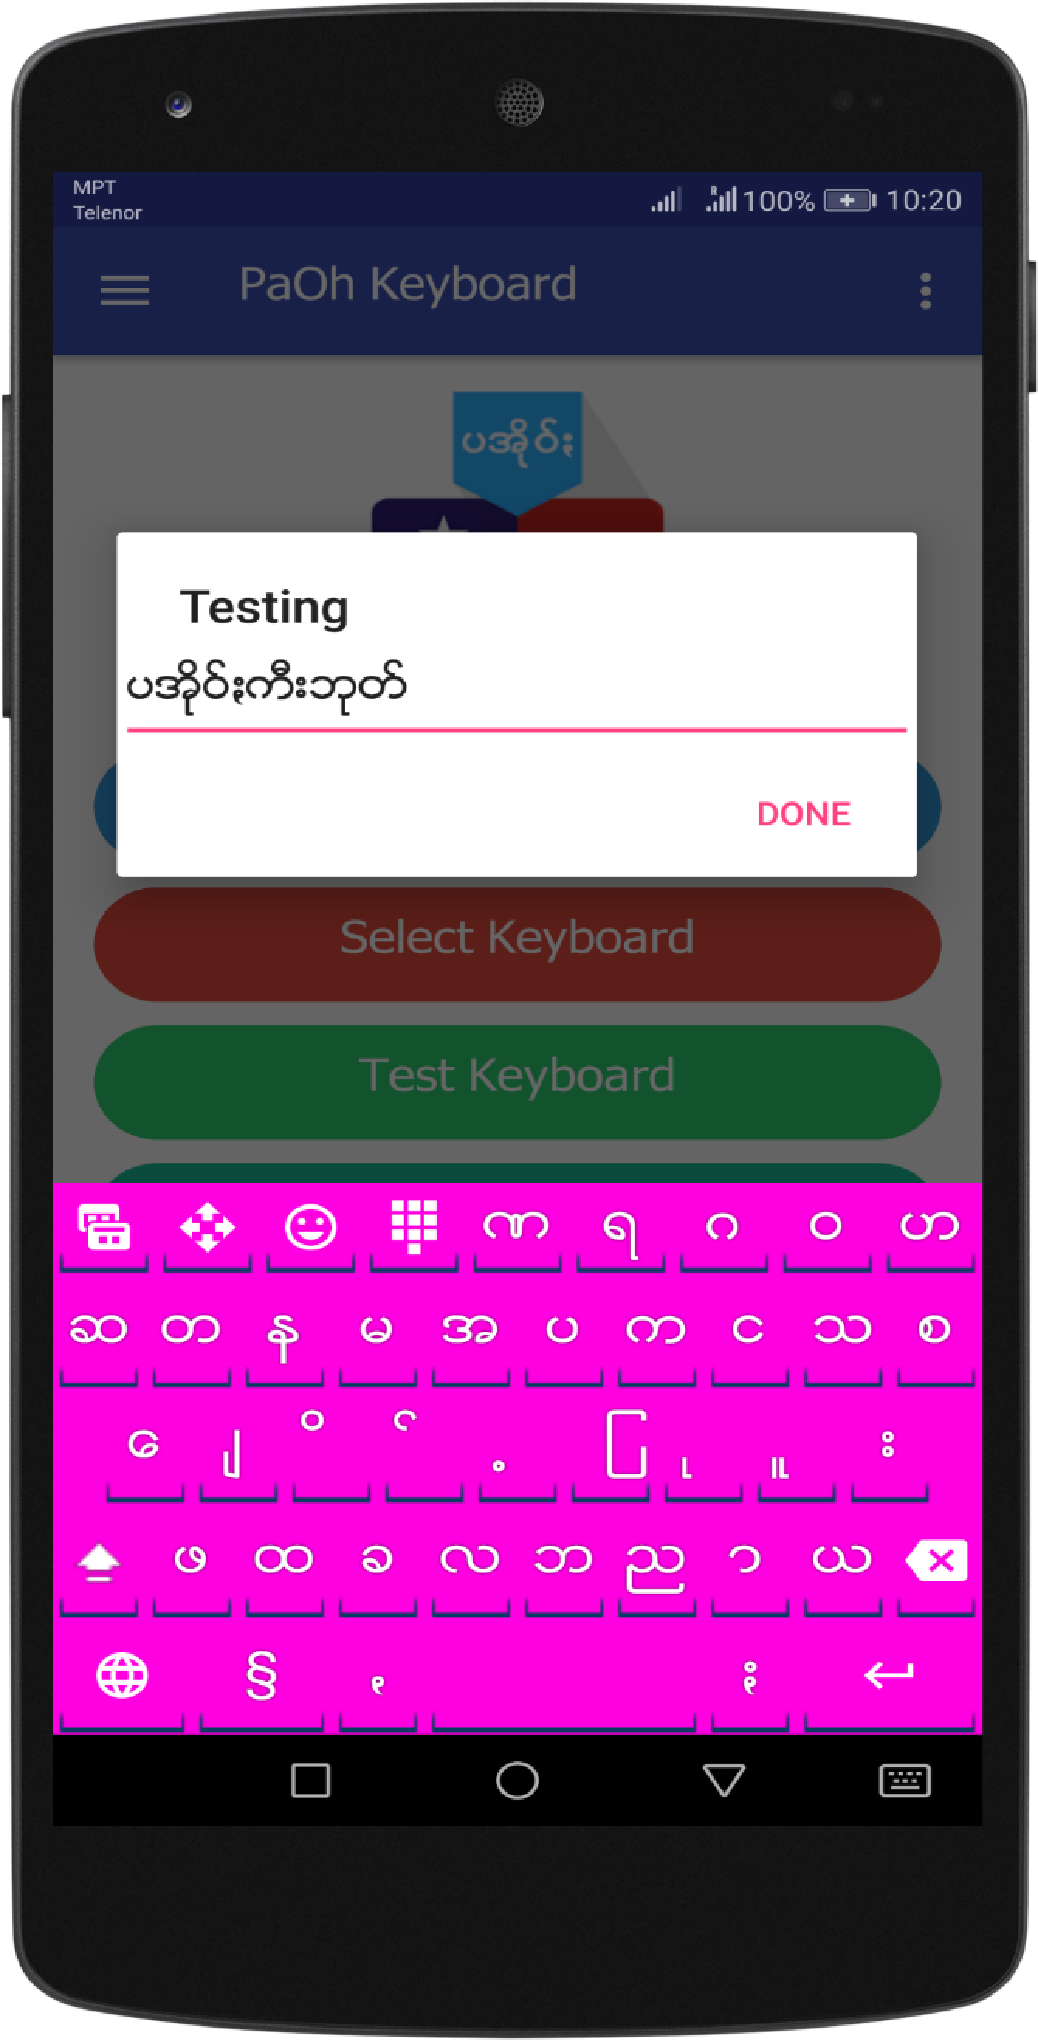 MPT
Telenor
100% 10:20
PaOh Keyboard
ပအိုဝ်ႏ
Testing
ပအိုဝ်ႏကီးဘုတ်
DONE
Select Keyboard
Test Keyboard
ဏ ရ ဂ ဝ ဟ
ဆ တ န မ အ ပ က င သ စ
ေ ျ ိ ် ့ ြ ု ူ း
ဖ ထ ခ လ ဘ ည ာ ယ
§ ႇ ႏ